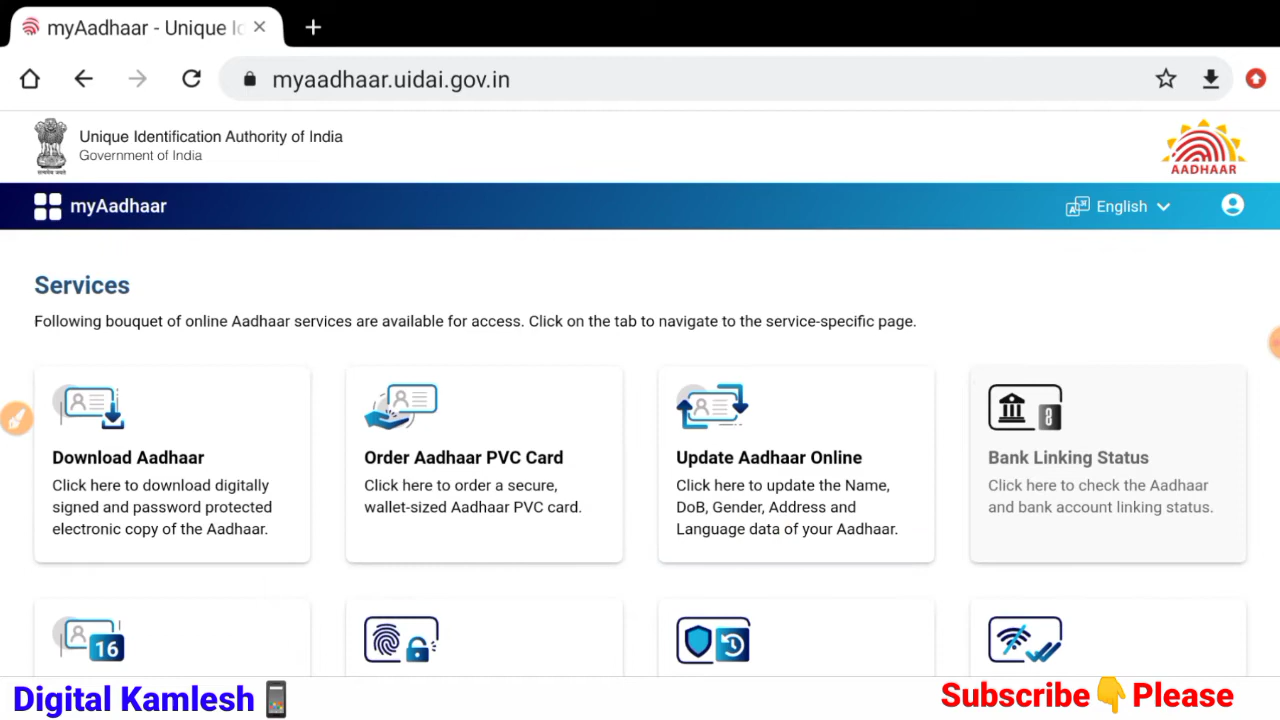 myAadhaar - Unique Id
myaadhaar.uidai.gov.in
Unique Identification Authority of India
Government of India
AADHAAR
myAadhaar
English
Services
Following bouquet of online Aadhaar services are available for access. Click on the tab to navigate to the service-specific page.
Download Aadhaar
Click here to download digitally
signed and password protected
electronic copy of the Aadhaar.
Order Aadhaar PVC Card
Click here to order a secure,
wallet-sized Aadhaar PVC card.
Update Aadhaar Online
Click here to update the Name,
DoB, Gender, Address and
Language data of your Aadhaar.
8
Bank Linking Status
Click here to check the Aadhaar
and bank account linking status.
16
Digital Kamlesh
Subscribe Please